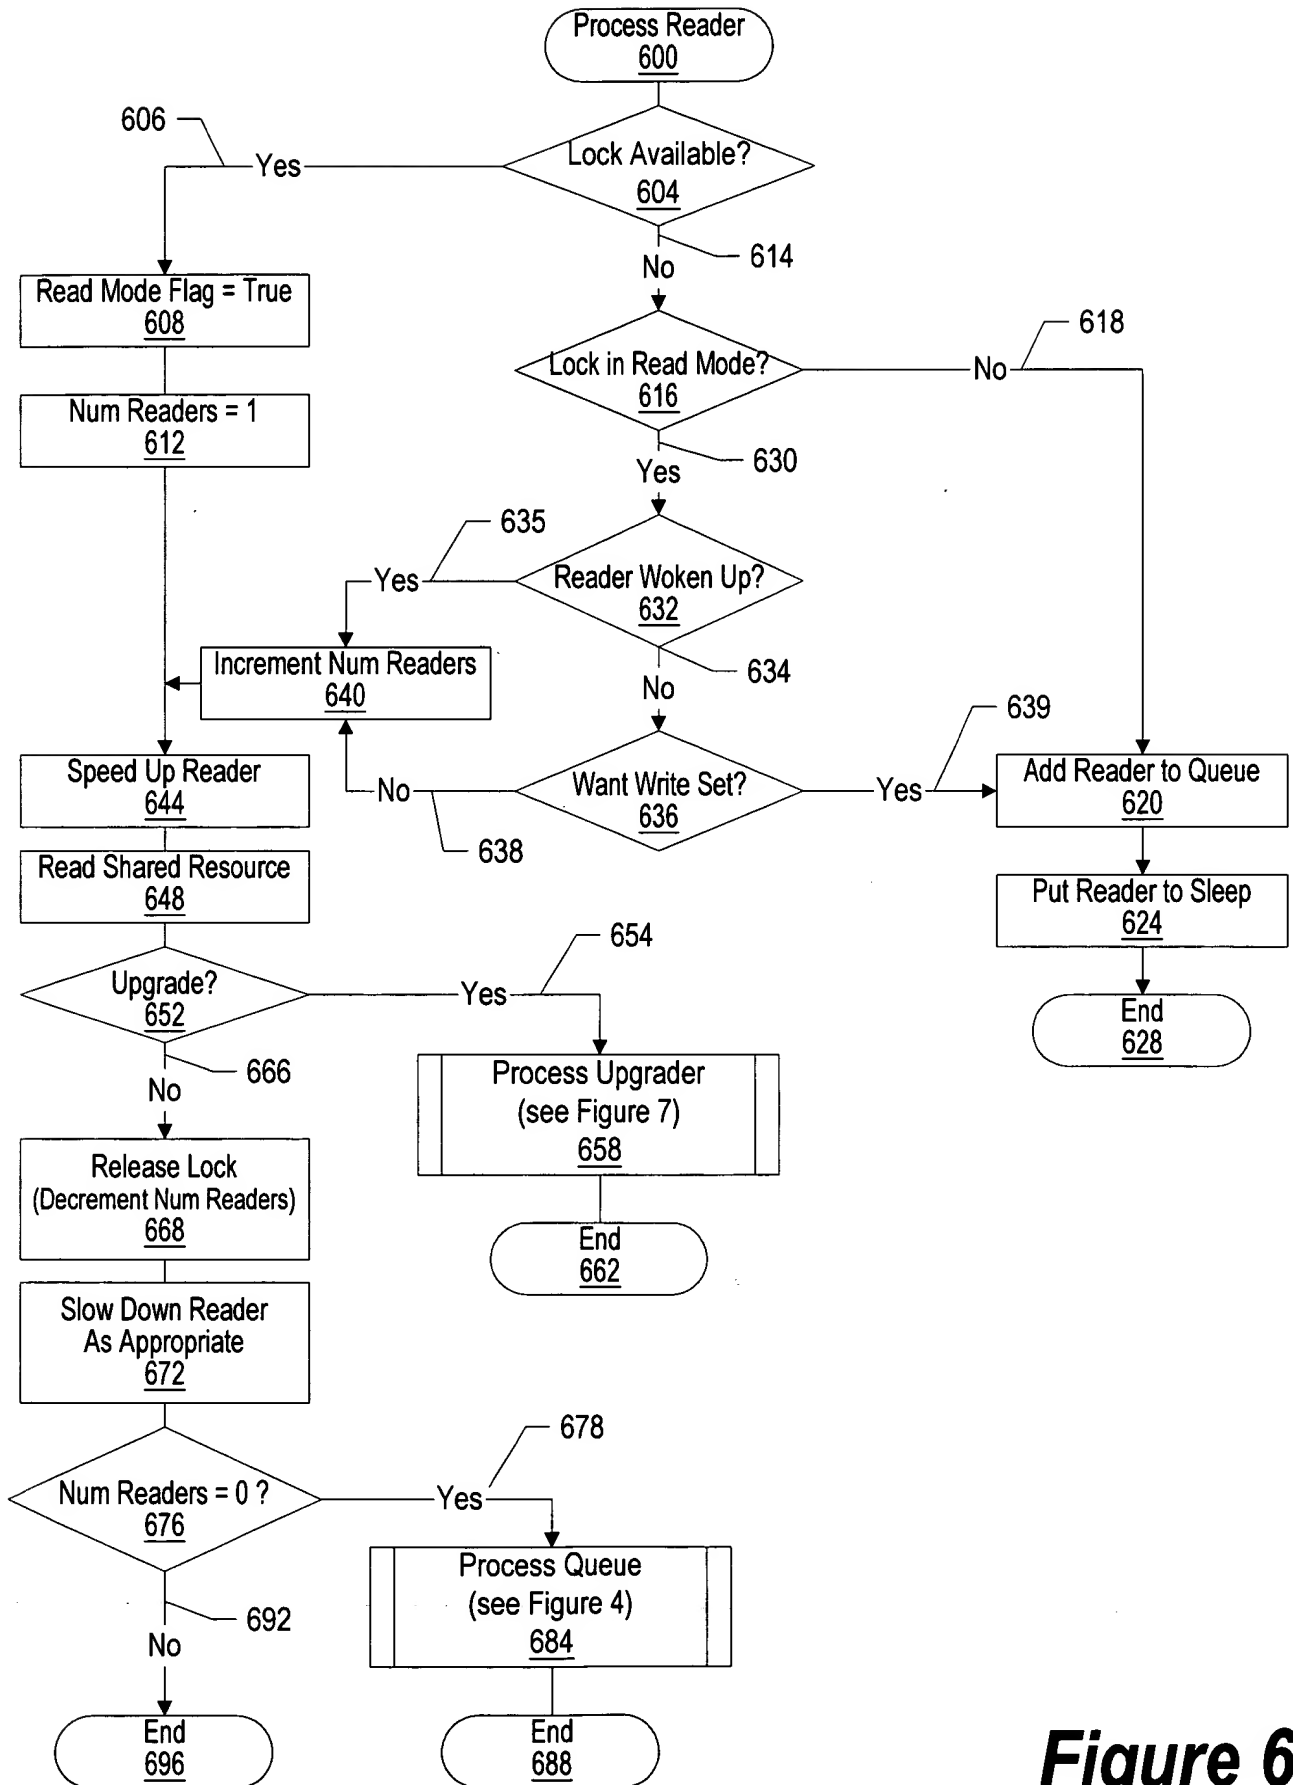 Process Reader
600
606
Yes
Lock Available?
604
614
No
Read Mode Flag = True
608
618
Lock in Read Mode?
616
No
Num Readers = 1
612
630
Yes
635
Yes
Reader Woken Up?
632
634
Increment Num Readers
640
No
639
Speed Up Reader
644
No
Want Write Set?
636
Yes
Add Reader to Queue
620
638
Read Shared Resource
648
Put Reader to Sleep
624
654
Upgrade?
652
Yes
End
628
666
No
Process Upgrader
(see Figure 7)
658
Release Lock
(Decrement Num Readers)
668
End
662
Slow Down Reader
As Appropriate
672
678
Num Readers = 0 ?
676
Yes
Process Queue
(see Figure 4)
684
692
No
End
696
End
688
Figure 6